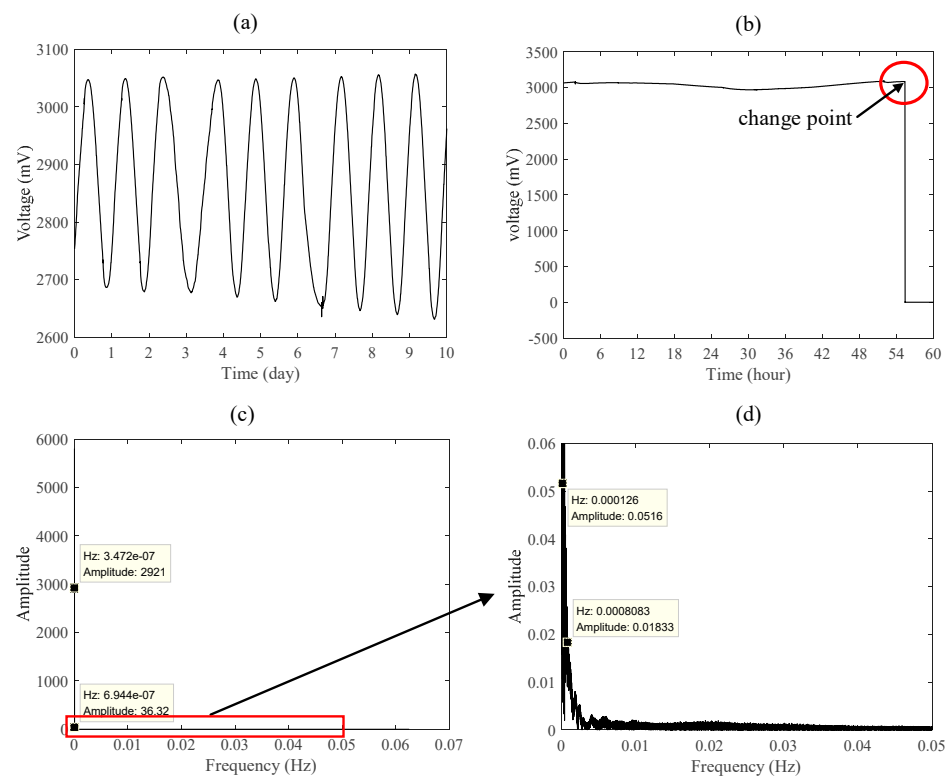 (a)
3100
3000
2900
2800
2700
2600
Voltage (mV)
0 1 2 3 4 5 6 7 8 9 10
Time (day)
(b)
3500
3000
2500
2000
1500
1000
500
0
-500
voltage (mV)
change point
0 6 12 18 24 30 36 42 48 54 60
Time (hour)
(c)
6000
5000
4000
3000
2000
1000
0
Amplitude
Hz: 3.472e-07
Amplitude: 2921
Hz: 6.944e-07
Amplitude: 36.32
0 0.01 0.02 0.03 0.04 0.05 0.06 0.07
Frequency (Hz)
(d)
0.06
0.05
0.04
0.03
0.02
0.01
0
Amplitude
Hz: 0.000126
Amplitude: 0.0516
Hz: 0.0008083
Amplitude: 0.01833
0 0.01 0.02 0.03 0.04 0.05
Frequency (Hz)